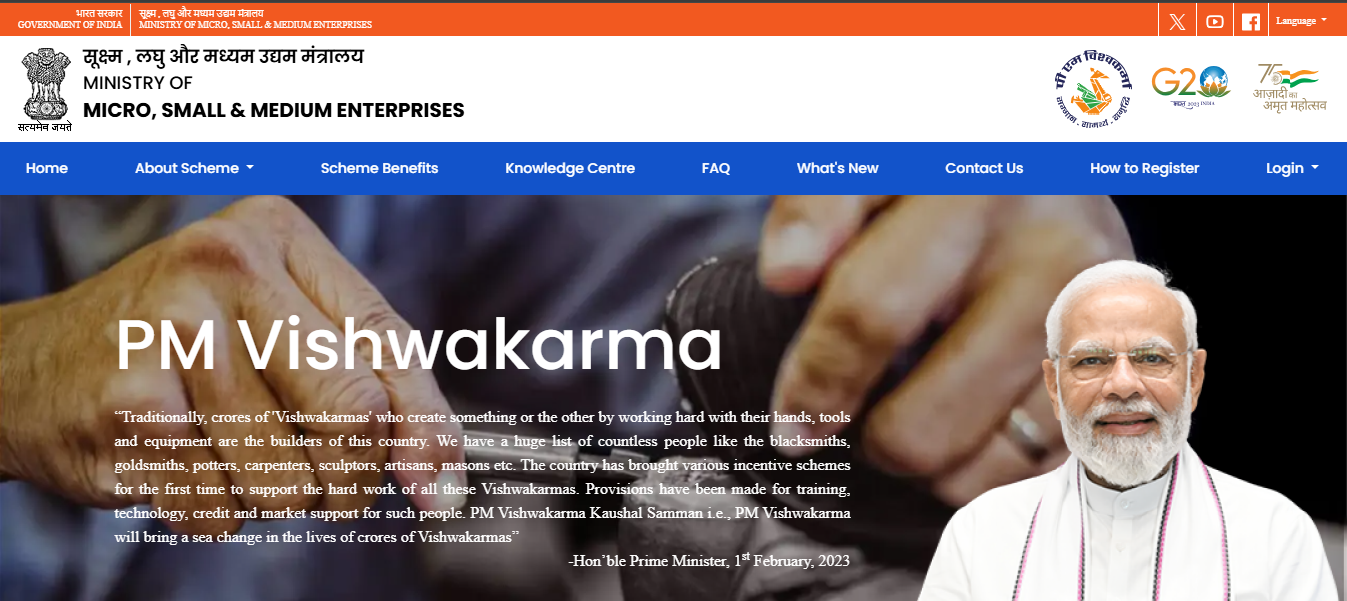 भारत सरकार
GOVERNMENT OF INDIA
सूक्ष्म , लघु और मध्यम उद्यम मंत्रालय
MINISTRY OF MICRO, SMALL & MEDIUM ENTERPRISES
Language
सूक्ष्म , लघु और मध्यम उद्यम मंत्रालय
MINISTRY OF
MICRO, SMALL & MEDIUM ENTERPRISES
सत्यमेव जयते
पी एम विश्वकर्मा
सम्मान - सामर्थ्य - समृद्धि
G20
भारत 2023 INDIA
75
आज़ादी का
अमृत महोत्सव
Home
About Scheme
Scheme Benefits
Knowledge Centre
FAQ
What's New
Contact Us
How to Register
Login
PM Vishwakarma
“Traditionally, crores of 'Vishwakarmas' who create something or the other by working hard with their hands, tools
and equipment are the builders of this country. We have a huge list of countless people like the blacksmiths,
goldsmiths, potters, carpenters, sculptors, artisans, masons etc. The country has brought various incentive schemes
for the first time to support the hard work of all these Vishwakarmas. Provisions have been made for training,
technology, credit and market support for such people. PM Vishwakarma Kaushal Samman i.e., PM Vishwakarma
will bring a sea change in the lives of crores of Vishwakarmas”
-Hon’ble Prime Minister, 1st February, 2023